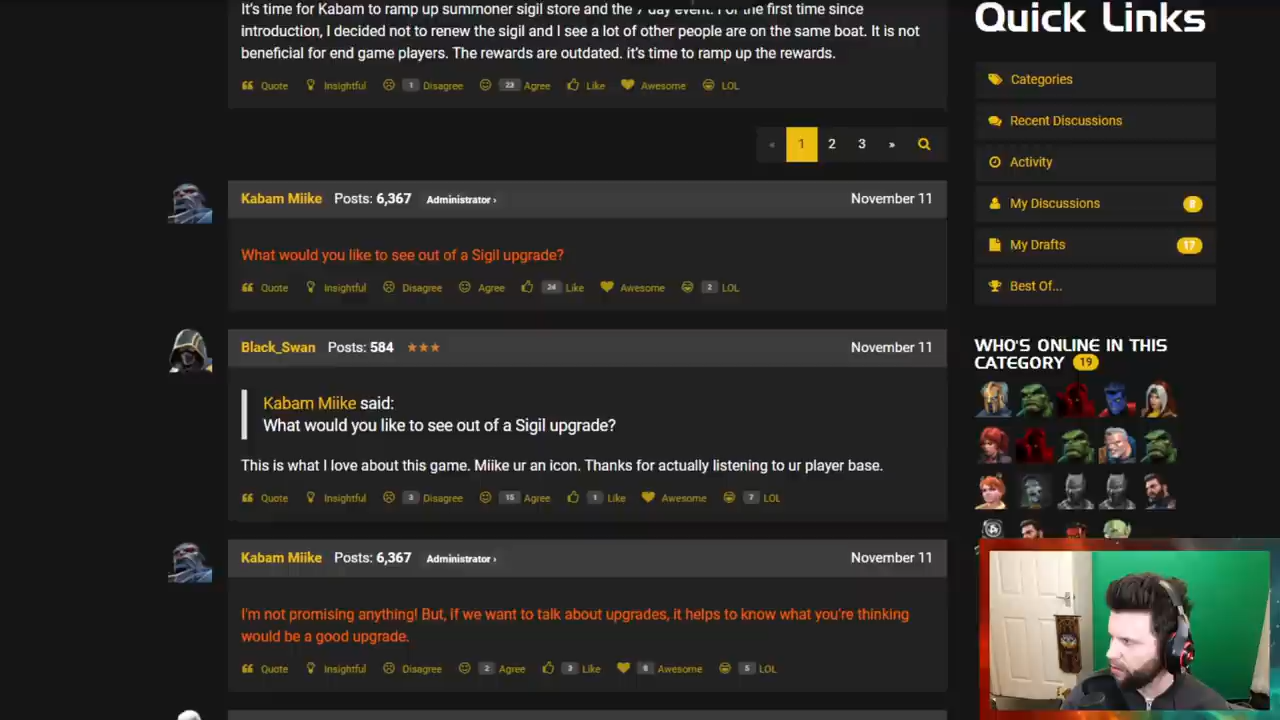 It's time for Kabam to ramp up summoner sigil store and the 7 day event. For the first time since
introduction, I decided not to renew the sigil and I see a lot of other people are on the same boat. It is not
beneficial for end game players. The rewards are outdated. it's time to ramp up the rewards.
Quote Insightful 1 Disagree 23 Agree Like Awesome LOL
« 1 2 3 »
Kabam Miike Posts: 6,367 Administrator › November 11
What would you like to see out of a Sigil upgrade?
Quote Insightful Disagree Agree 24 Like Awesome 2 LOL
Black_Swan Posts: 584 ★★★ November 11
Kabam Miike said:
What would you like to see out of a Sigil upgrade?
This is what I love about this game. Miike ur an icon. Thanks for actually listening to ur player base.
Quote Insightful 3 Disagree 15 Agree 1 Like Awesome 7 LOL
Kabam Miike Posts: 6,367 Administrator › November 11
I'm not promising anything! But, If we want to talk about upgrades, it helps to know what you're thinking
would be a good upgrade.
Quote Insightful Disagree 2 Agree 3 Like 8 Awesome 5 LOL
Quick Links
Categories
Recent Discussions
Activity
My Discussions 8
My Drafts 17
Best Of...
WHO'S ONLINE IN THIS
CATEGORY 19